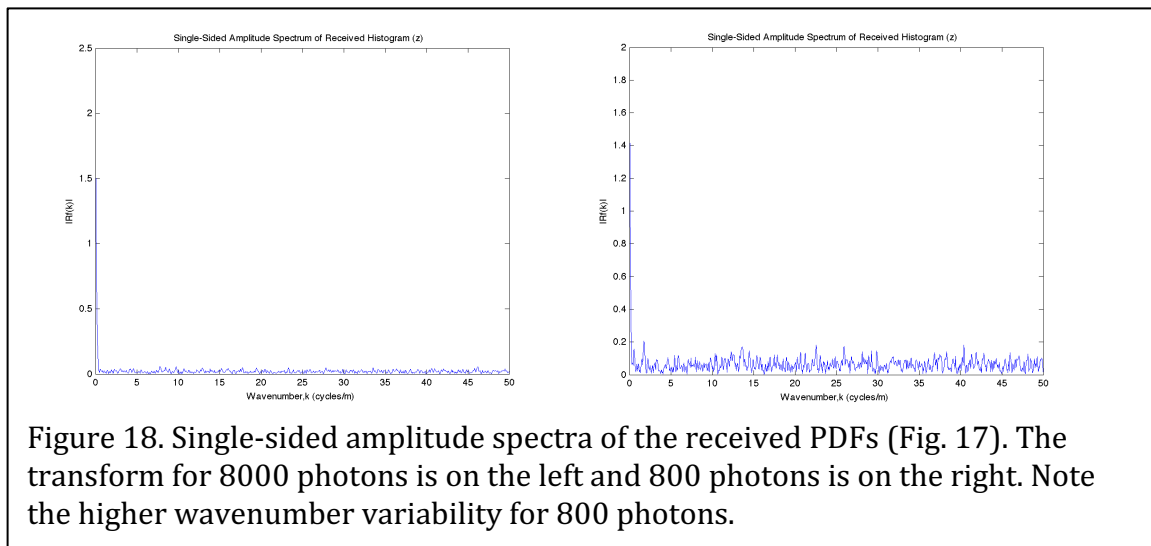 Single-Sided Amplitude Spectrum of Received Histogram (z)
2.5
2
1.5
1
0.5
0
|Rf(k)|
0 5 10 15 20 25 30 35 40 45 50
Wavenumber,k (cycles/m)
Single-Sided Amplitude Spectrum of Received Histogram (z)
2
1.8
1.6
1.4
1.2
1
0.8
0.6
0.4
0.2
0
|Rf(k)|
0 5 10 15 20 25 30 35 40 45 50
Wavenumber,k (cycles/m)
Figure 18. Single-sided amplitude spectra of the received PDFs (Fig. 17). The
transform for 8000 photons is on the left and 800 photons is on the right. Note
the higher wavenumber variability for 800 photons.